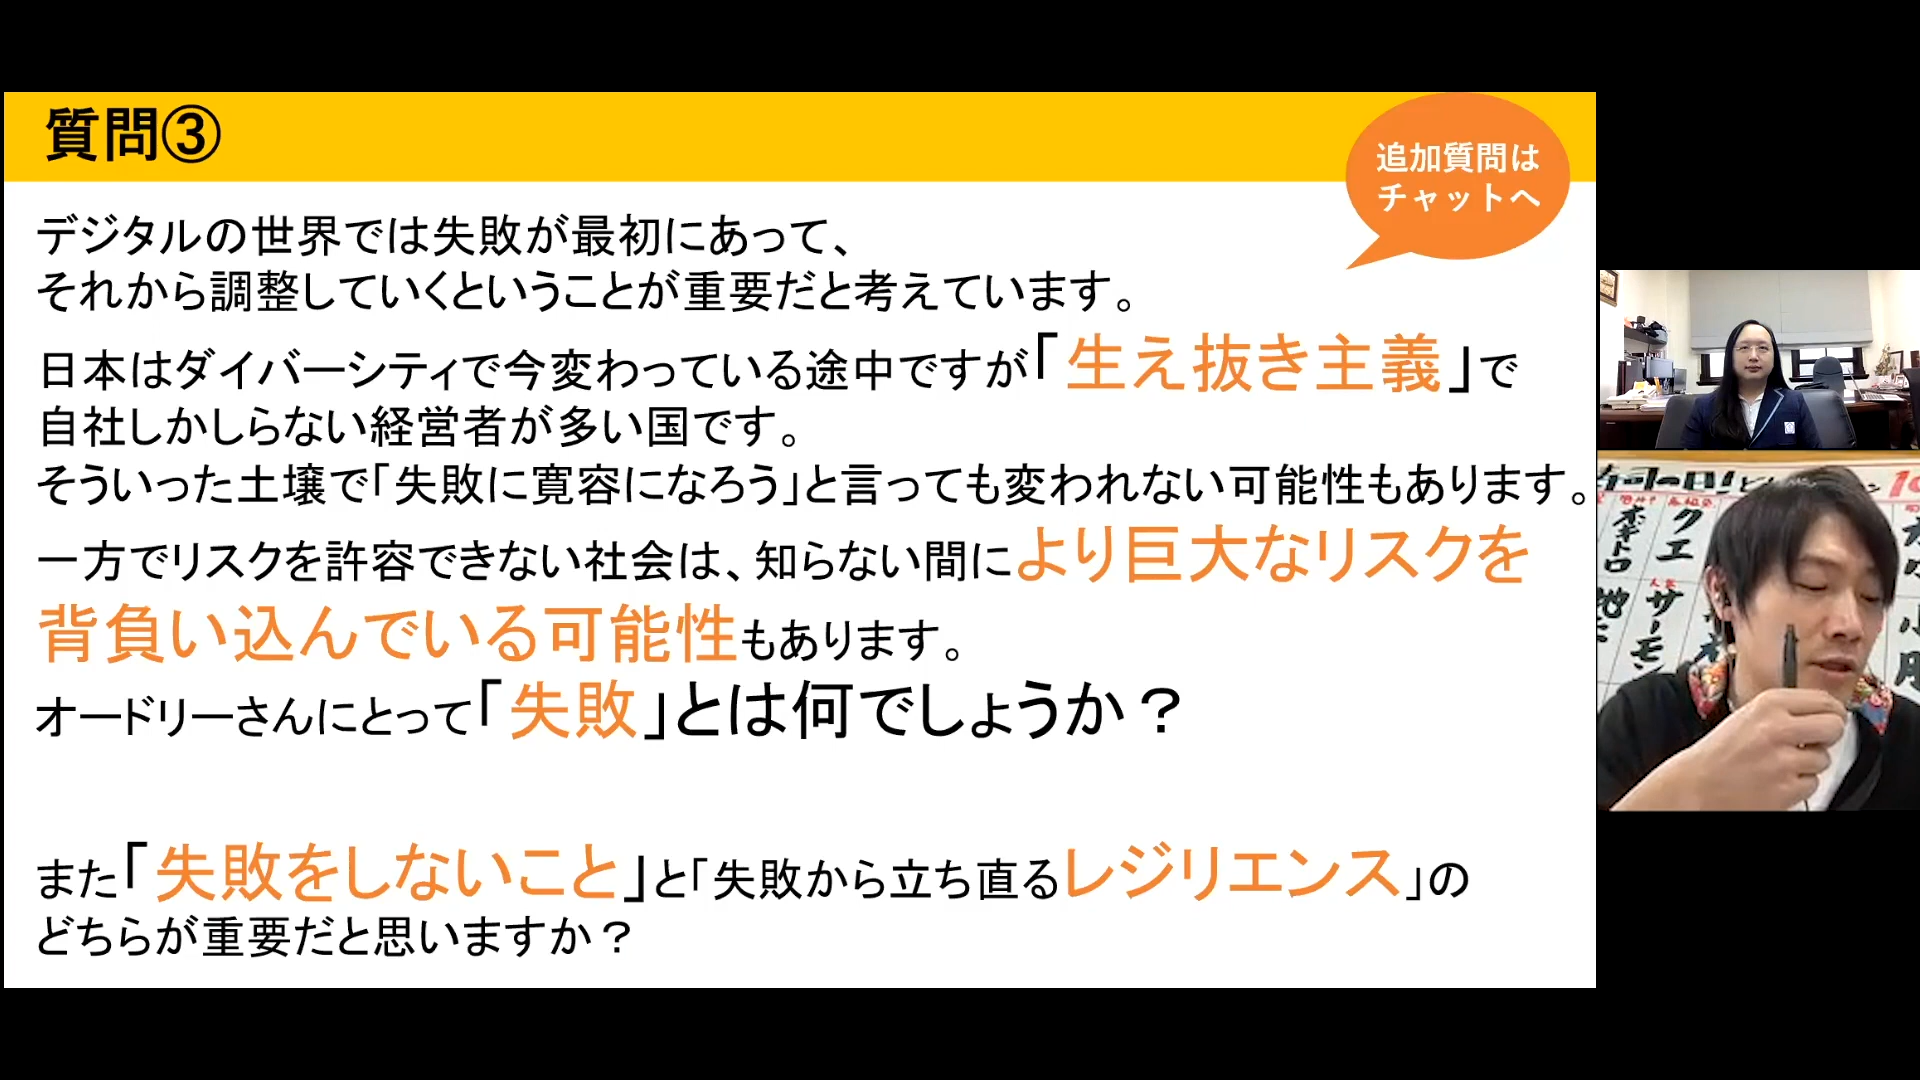 質問③
追加質問は
チャットへ
デジタルの世界では失敗が最初にあって、
それから調整していくということが重要だと考えています。
日本はダイバーシティで今変わっている途中ですが「生え抜き主義」で
自社しかしらない経営者が多い国です。
そういった土壌で「失敗に寛容になろう」と言っても変われない可能性もあります。
一方でリスクを許容できない社会は、知らない間により巨大なリスクを
背負い込んでいる可能性もあります。
オードリーさんにとって「失敗」とは何でしょうか？
また「失敗をしないこと」と「失敗から立ち直るレジリエンス」の
どちらが重要だと思いますか？
クエ
サーモン